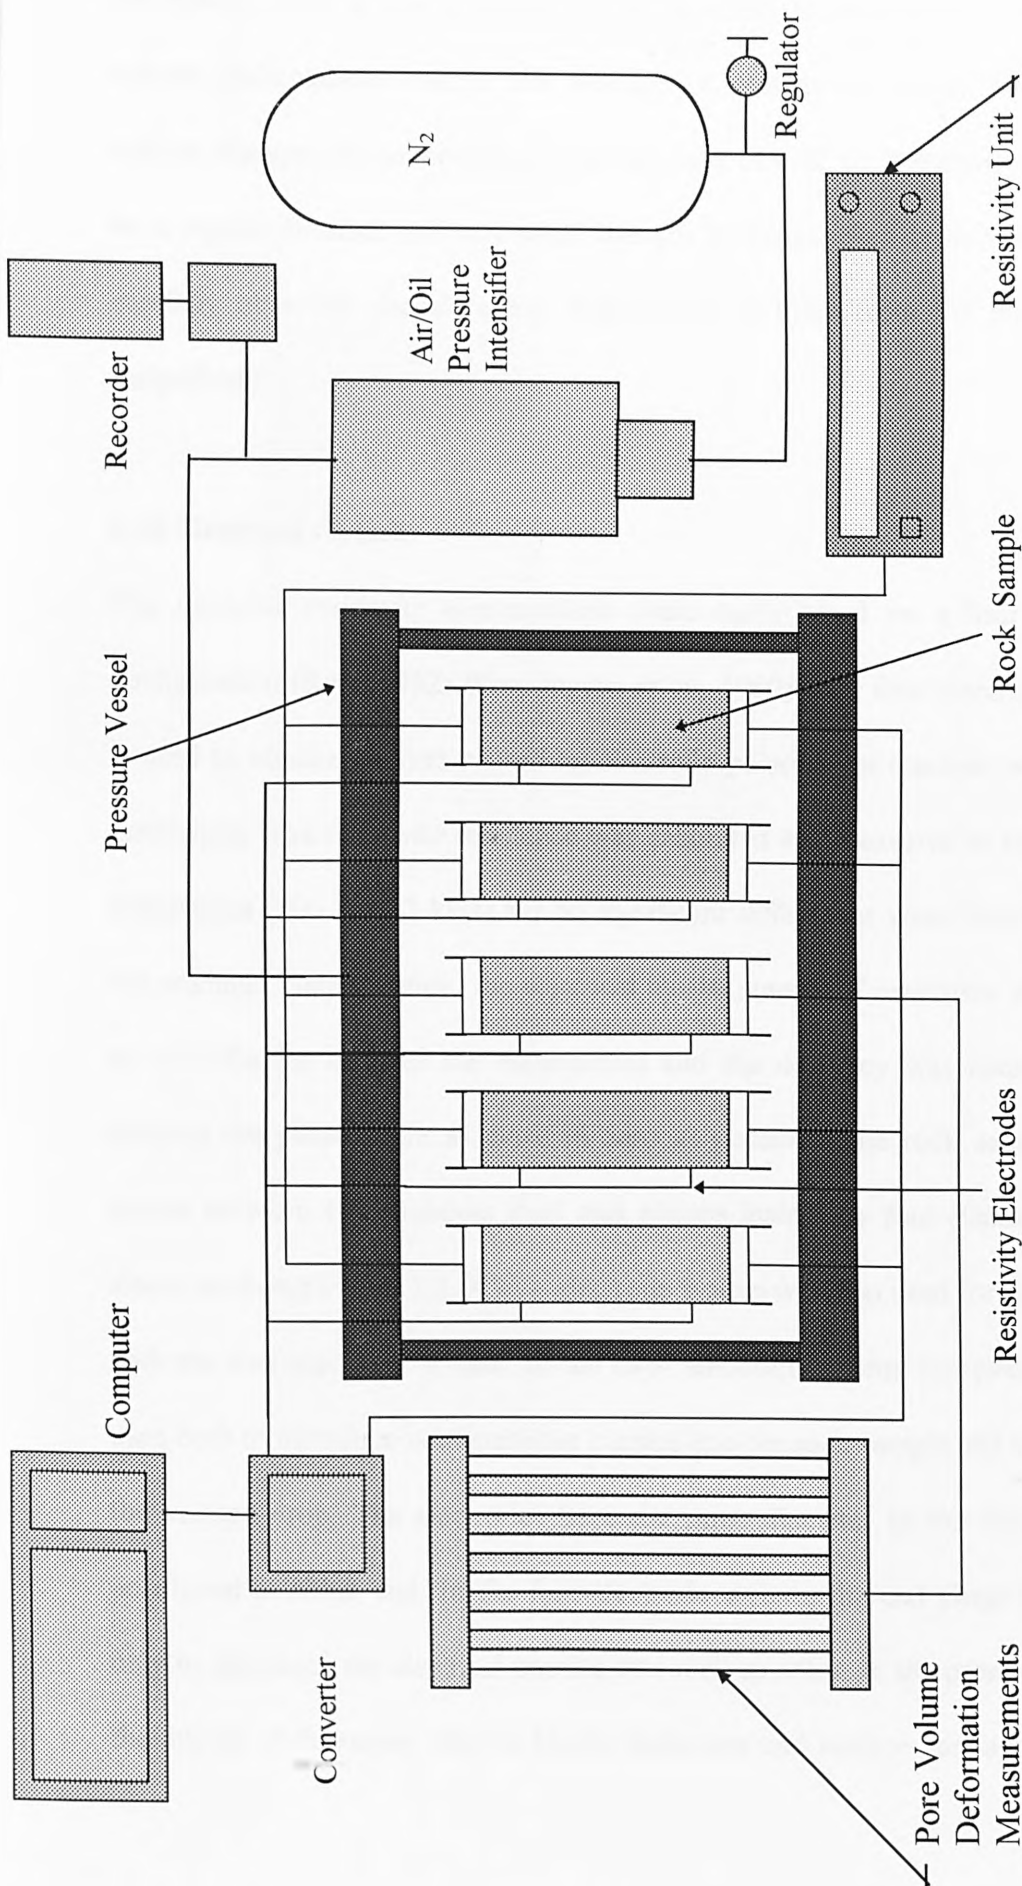 Computer
Pressure Vessel
Recorder
Converter
Air/Oil
Pressure
Intensifier
N₂
Regulator
Pore Volume
Deformation
Measurements
Resistivity Electrodes
Rock Sample
Resistivity Unit